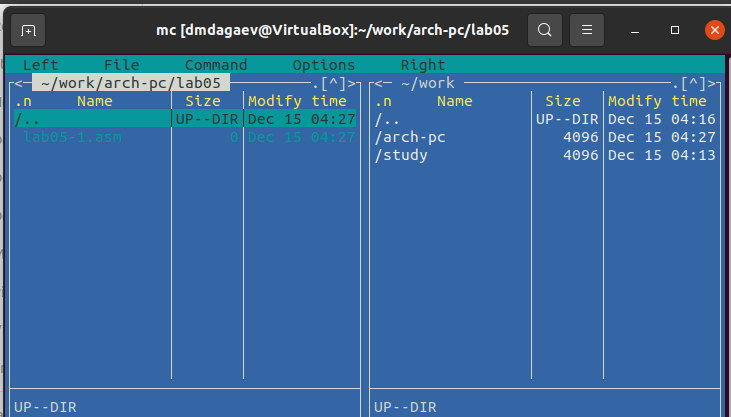 mc [dmdagaev@VirtualBox]:~/work/arch-pc/lab05
Left File Command Options Right
<─ ~/work/arch-pc/lab05 .[^]>
.n Name Size Modify time
/.. UP--DIR Dec 15 04:27
lab05-1.asm 0 Dec 15 04:27
UP--DIR
<─ ~/work .[^]>
.n Name Size Modify time
/.. UP--DIR Dec 15 04:16
/arch-pc 4096 Dec 15 04:27
/study 4096 Dec 15 04:13
UP--DIR